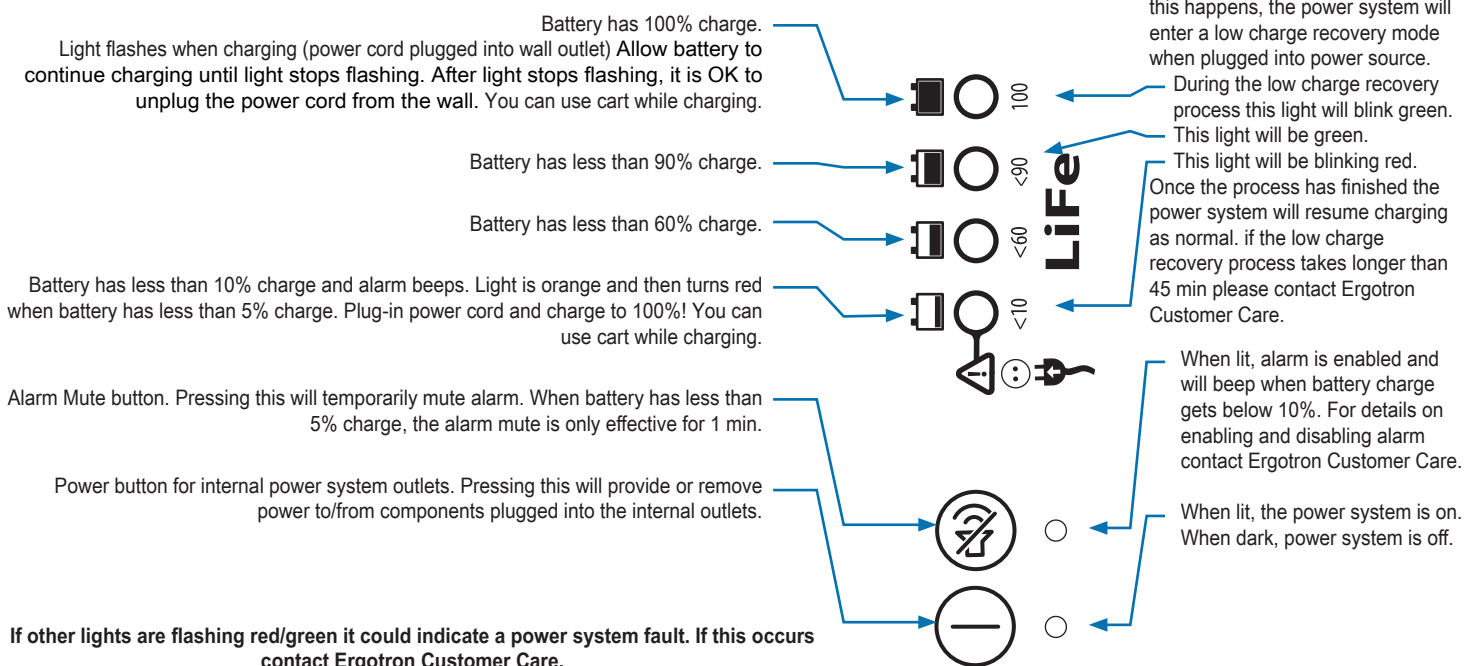 Battery has 100% charge.
Light flashes when charging (power cord plugged into wall outlet) Allow battery to
continue charging until light stops flashing. After light stops flashing, it is OK to
unplug the power cord from the wall. You can use cart while charging.
Battery has less than 90% charge.
Battery has less than 60% charge.
Battery has less than 10% charge and alarm beeps. Light is orange and then turns red
when battery has less than 5% charge. Plug-in power cord and charge to 100%! You can
use cart while charging.
Alarm Mute button. Pressing this will temporarily mute alarm. When battery has less than
5% charge, the alarm mute is only effective for 1 min.
Power button for internal power system outlets. Pressing this will provide or remove
power to/from components plugged into the internal outlets.
If other lights are flashing red/green it could indicate a power system fault. If this occurs
contact Ergotron Customer Care.
100
<90
<60
<10
LiFe
this happens, the power system will
enter a low charge recovery mode
when plugged into power source.
During the low charge recovery
process this light will blink green.
This light will be green.
This light will be blinking red.
Once the process has finished the
power system will resume charging
as normal. if the low charge
recovery process takes longer than
45 min please contact Ergotron
Customer Care.
When lit, alarm is enabled and
will beep when battery charge
gets below 10%. For details on
enabling and disabling alarm
contact Ergotron Customer Care.
When lit, the power system is on.
When dark, power system is off.